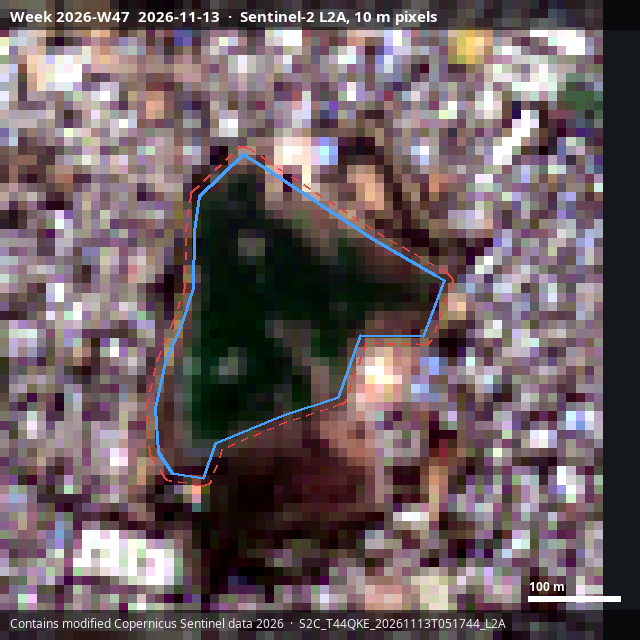 Week 2026-W47  2026-11-13  ·  Sentinel-2 L2A, 10 m pixels
100 m
Contains modified Copernicus Sentinel data 2026  ·  S2C_T44QKE_20261113T051744_L2A